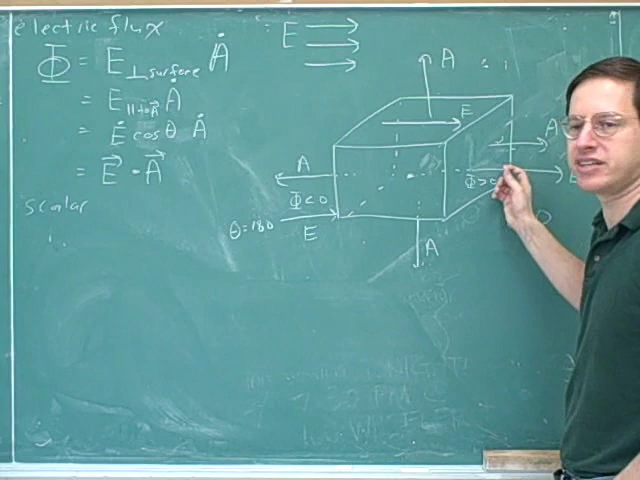 electric flux
Φ = E⊥surface A
= E∥to A⃗ A
= E cos θ A
= E⃗ · A⃗
scalar
E
A
E
A
A
Φ<0
Φ>0
θ=180
E
A